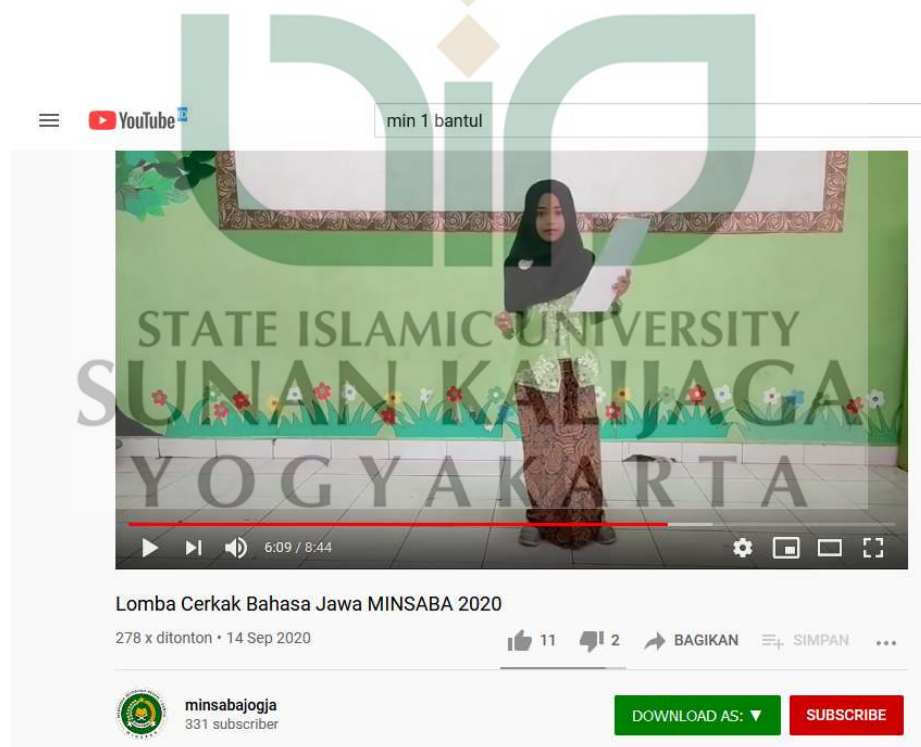 YouTube ID
min 1 bantul
STATE ISLAMIC UNIVERSITY
SUNAN KALIJAGA
YOGYAKARTA
6:09 / 8:44
Lomba Cerkak Bahasa Jawa MINSABA 2020
278 x ditonton • 14 Sep 2020
11 2 BAGIKAN SIMPAN
minsabajogja
331 subscriber
DOWNLOAD AS: ▼ SUBSCRIBE